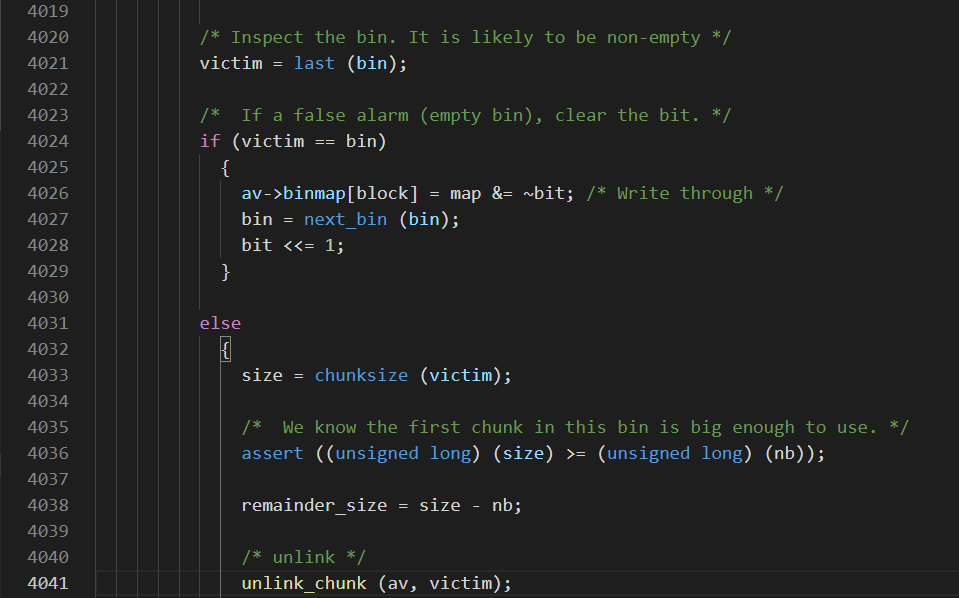 4019
4020 /* Inspect the bin. It is likely to be non-empty */
4021 victim = last (bin);
4022
4023 /*  If a false alarm (empty bin), clear the bit. */
4024 if (victim == bin)
4025   {
4026     av->binmap[block] = map &= ~bit; /* Write through */
4027     bin = next_bin (bin);
4028     bit <<= 1;
4029   }
4030
4031 else
4032   {
4033     size = chunksize (victim);
4034
4035     /*  We know the first chunk in this bin is big enough to use. */
4036     assert ((unsigned long) (size) >= (unsigned long) (nb));
4037
4038     remainder_size = size - nb;
4039
4040     /* unlink */
4041     unlink_chunk (av, victim);